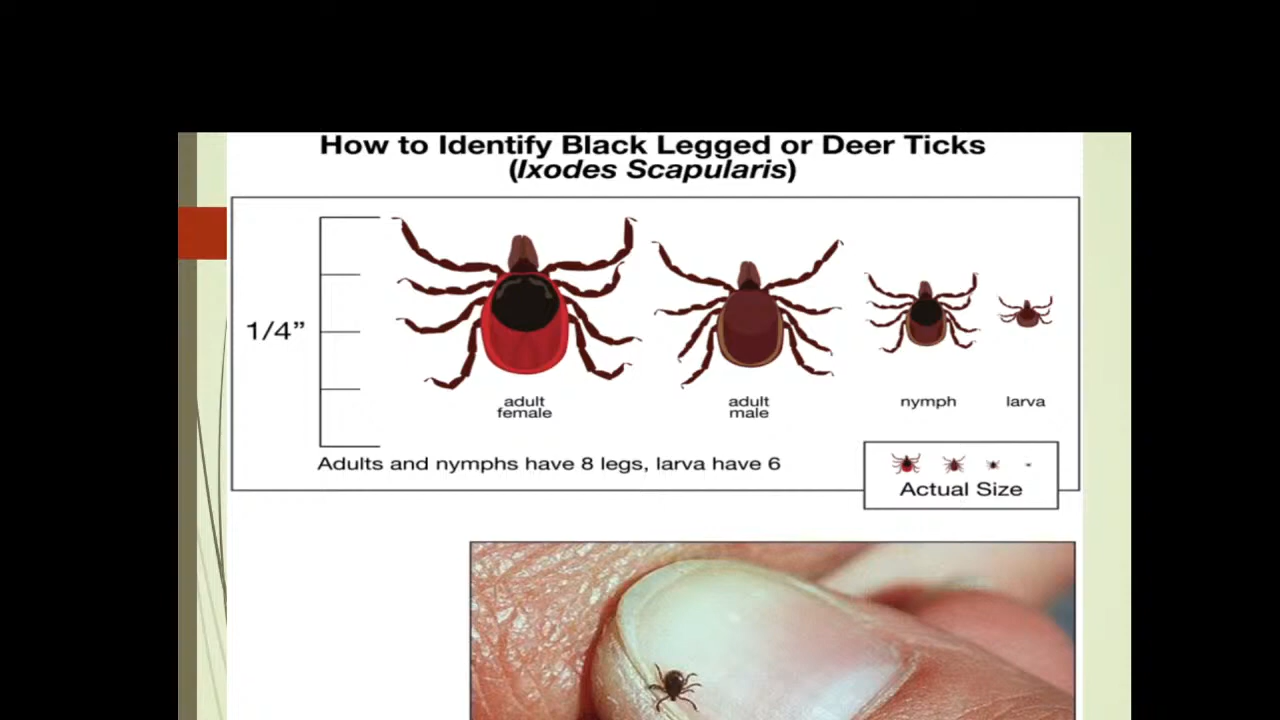 How to Identify Black Legged or Deer Ticks
(Ixodes Scapularis)
1/4”
adult
female
adult
male
nymph
larva
Adults and nymphs have 8 legs, larva have 6
Actual Size